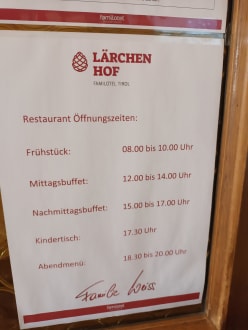 familotel
LÄRCHEN
HOF
FAMILOTEL TIROL
Restaurant Öffnungszeiten:
Frühstück: 08.00 bis 10.00 Uhr
Mittagsbuffet: 12.00 bis 14.00 Uhr
Nachmittagsbuffet: 15.00 bis 17.00 Uhr
Kindertisch: 17.30 Uhr
Abendmenü: 18.30 bis 20.00 Uhr
Familie Weiss
familotel